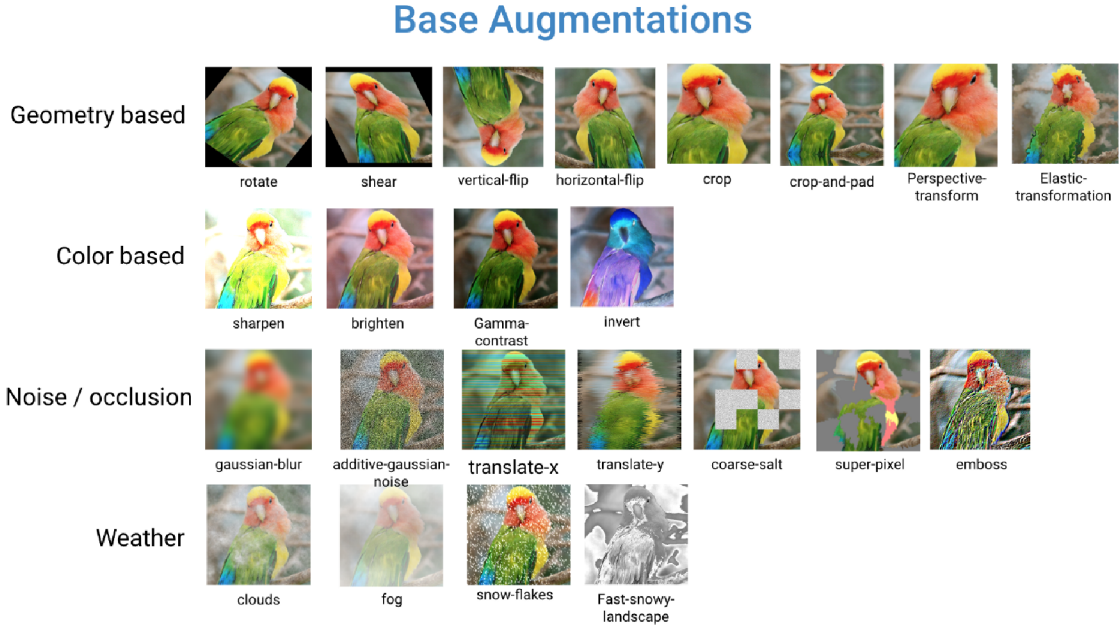 Base Augmentations
Geometry based
rotate
shear
vertical-flip
horizontal-flip
crop
crop-and-pad
Perspective-
transform
Elastic-
transformation
Color based
sharpen
brighten
Gamma-
contrast
invert
Noise / occlusion
gaussian-blur
additive-gaussian-
noise
translate-x
translate-y
coarse-salt
super-pixel
emboss
Weather
clouds
fog
snow-flakes
Fast-snowy-
landscape